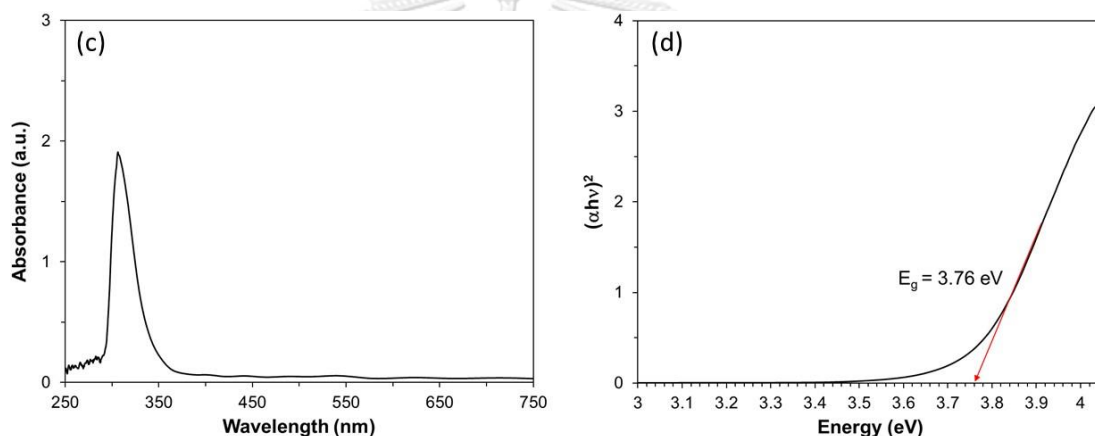 (c)
Absorbance (a.u.)
3
2
1
0
250 350 450 550 650 750
Wavelength (nm)
(d)
(αhν)²
4
3
2
1
0
E₉ = 3.76 eV
3 3.1 3.2 3.3 3.4 3.5 3.6 3.7 3.8 3.9 4
Energy (eV)